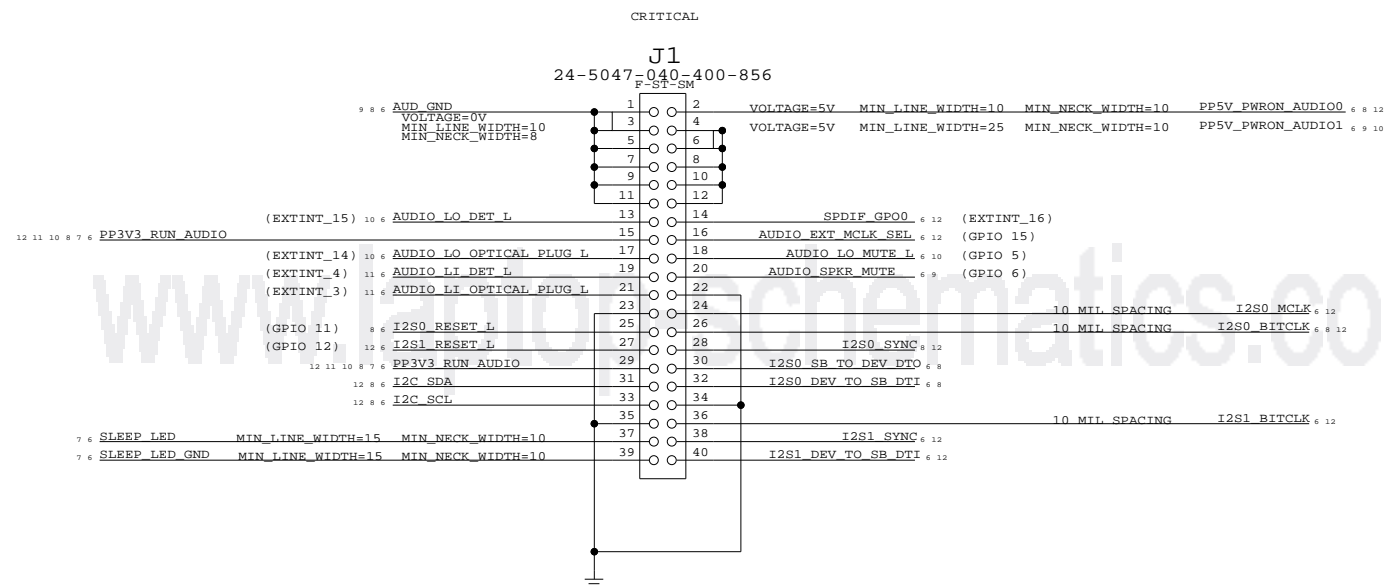 CRITICAL
J1
24-5047-040-400-856
F-ST-SM
9 8 6 AUD_GND 1 2 VOLTAGE=5V MIN_LINE_WIDTH=10 MIN_NECK_WIDTH=10 PP5V_PWRON_AUDIO0 6 8 12
VOLTAGE=0V 3 4 VOLTAGE=5V MIN_LINE_WIDTH=25 MIN_NECK_WIDTH=10 PP5V_PWRON_AUDIO1 6 9 10
MIN_LINE_WIDTH=10
MIN_NECK_WIDTH=8 5 6
7 8
9 10
11 12
(EXTINT_15) 10 6 AUDIO_LO_DET_L 13 14 SPDIF_GPO0 6 12 (EXTINT_16)
12 11 10 8 7 6 PP3V3_RUN_AUDIO 15 16 AUDIO_EXT_MCLK_SEL 6 12 (GPIO 15)
(EXTINT_14) 10 6 AUDIO_LO_OPTICAL_PLUG_L 17 18 AUDIO_LO_MUTE_L 6 10 (GPIO 5)
(EXTINT_4) 11 6 AUDIO_LI_DET_L 19 20 AUDIO_SPKR_MUTE_ 6 9 (GPIO 6)
(EXTINT_3) 11 6 AUDIO_LI_OPTICAL_PLUG_L 21 22
23 24 10 MIL SPACING I2S0_MCLK 6 12
(GPIO 11) 8 6 I2S0_RESET_L 25 26 10 MIL SPACING I2S0_BITCLK 6 8 12
(GPIO 12) 12 6 I2S1_RESET_L 27 28 I2S0_SYNC 8 12
12 11 10 8 7 6 PP3V3_RUN_AUDIO 29 30 I2S0_SB_TO_DEV_DTO 6 8
12 8 6 I2C_SDA 31 32 I2S0_DEV_TO_SB_DTI 6 8
12 8 6 I2C_SCL 33 34
35 36 10 MIL SPACING I2S1_BITCLK 6 12
7 6 SLEEP_LED MIN_LINE_WIDTH=15 MIN_NECK_WIDTH=10 37 38 I2S1_SYNC 6 12
7 6 SLEEP_LED_GND MIN_LINE_WIDTH=15 MIN_NECK_WIDTH=10 39 40 I2S1_DEV_TO_SB_DTI 6 12
www.laptop-schematics.co